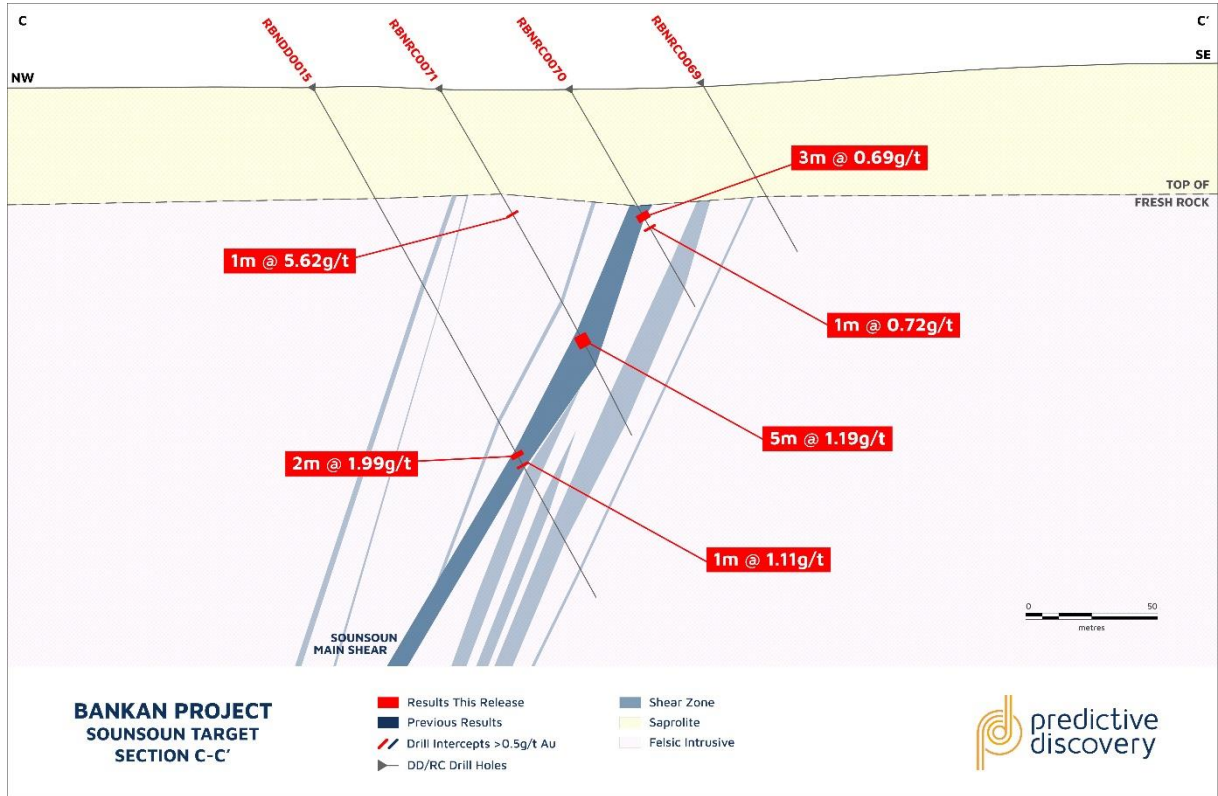 C
C'
NW
SE
RBNDD0015
RBNRC0071
RBNRC0070
RBNRC0069
3m @ 0.69g/t
TOP OF
FRESH ROCK
1m @ 5.62g/t
1m @ 0.72g/t
5m @ 1.19g/t
2m @ 1.99g/t
1m @ 1.11g/t
0 50
metres
SOUNSOUN
MAIN SHEAR
BANKAN PROJECT
SOUNSOUN TARGET
SECTION C-C'
Results This Release
Previous Results
Drill Intercepts >0.5g/t Au
DD/RC Drill Holes
Shear Zone
Saprolite
Felsic Intrusive
predictive
discovery